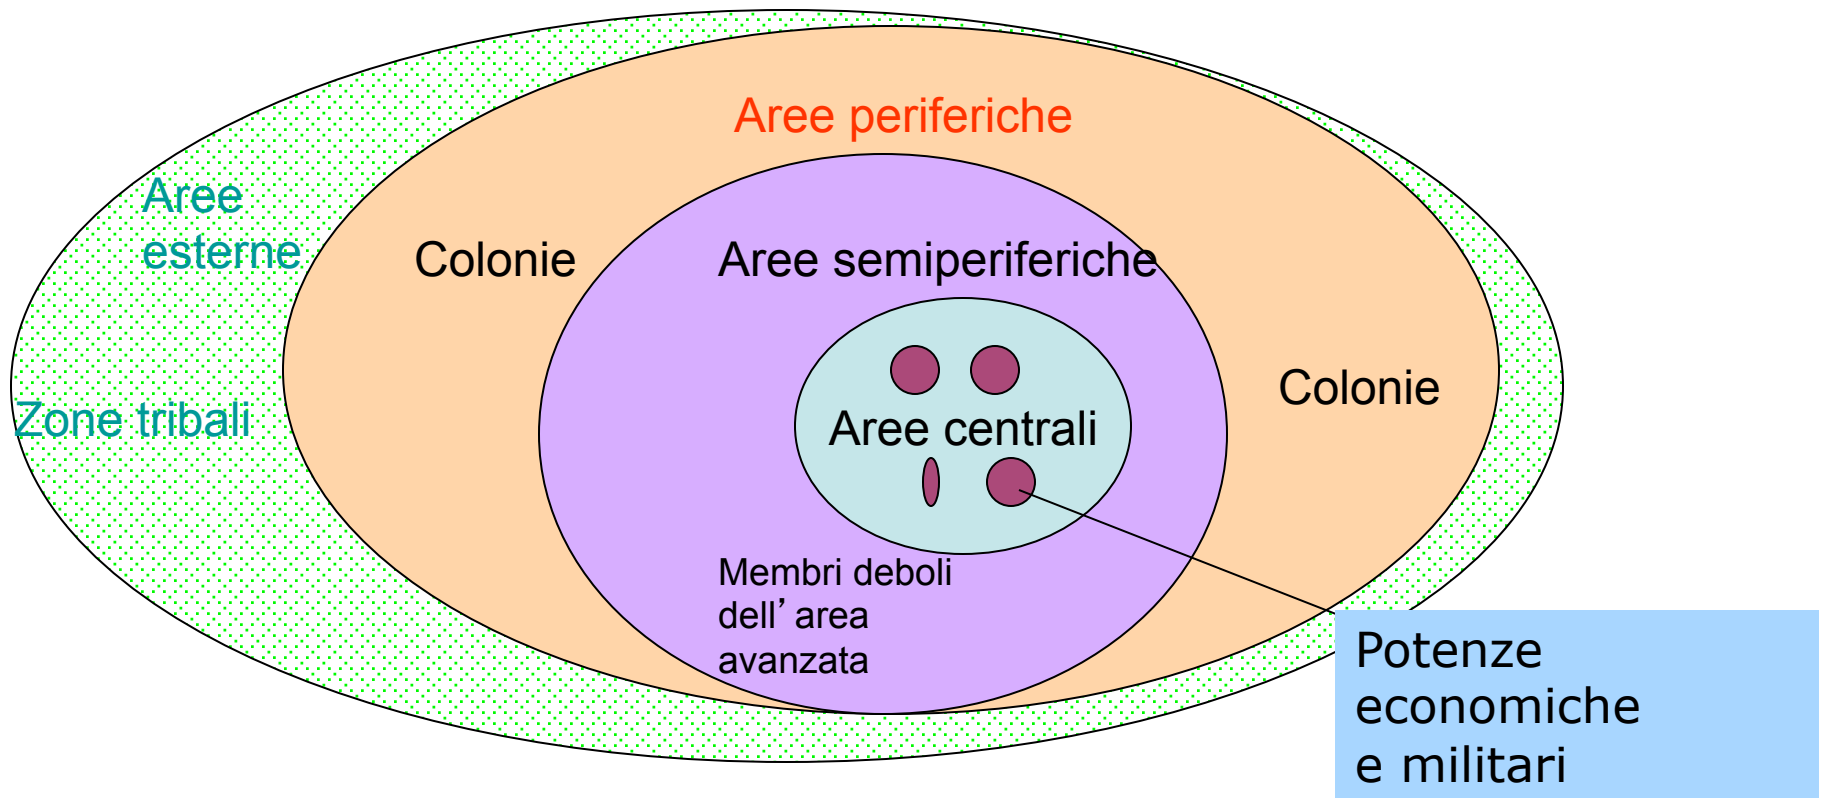 Aree periferiche
Aree
esterne
Colonie
Aree semiperiferiche
Colonie
Zone tribali
Aree centrali
Membri deboli
dell’ area
avanzata
Potenze
economiche
e militari